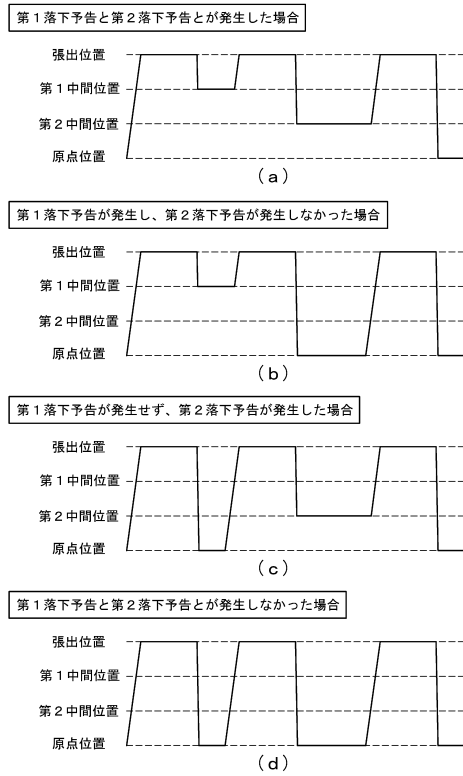 第１落下予告と第２落下予告とが発生した場合
張出位置
第１中間位置
第２中間位置
原点位置
（ａ）
第１落下予告が発生し、第２落下予告が発生しなかった場合
張出位置
第１中間位置
第２中間位置
原点位置
（ｂ）
第１落下予告が発生せず、第２落下予告が発生した場合
張出位置
第１中間位置
第２中間位置
原点位置
（ｃ）
第１落下予告と第２落下予告とが発生しなかった場合
張出位置
第１中間位置
第２中間位置
原点位置
（ｄ）